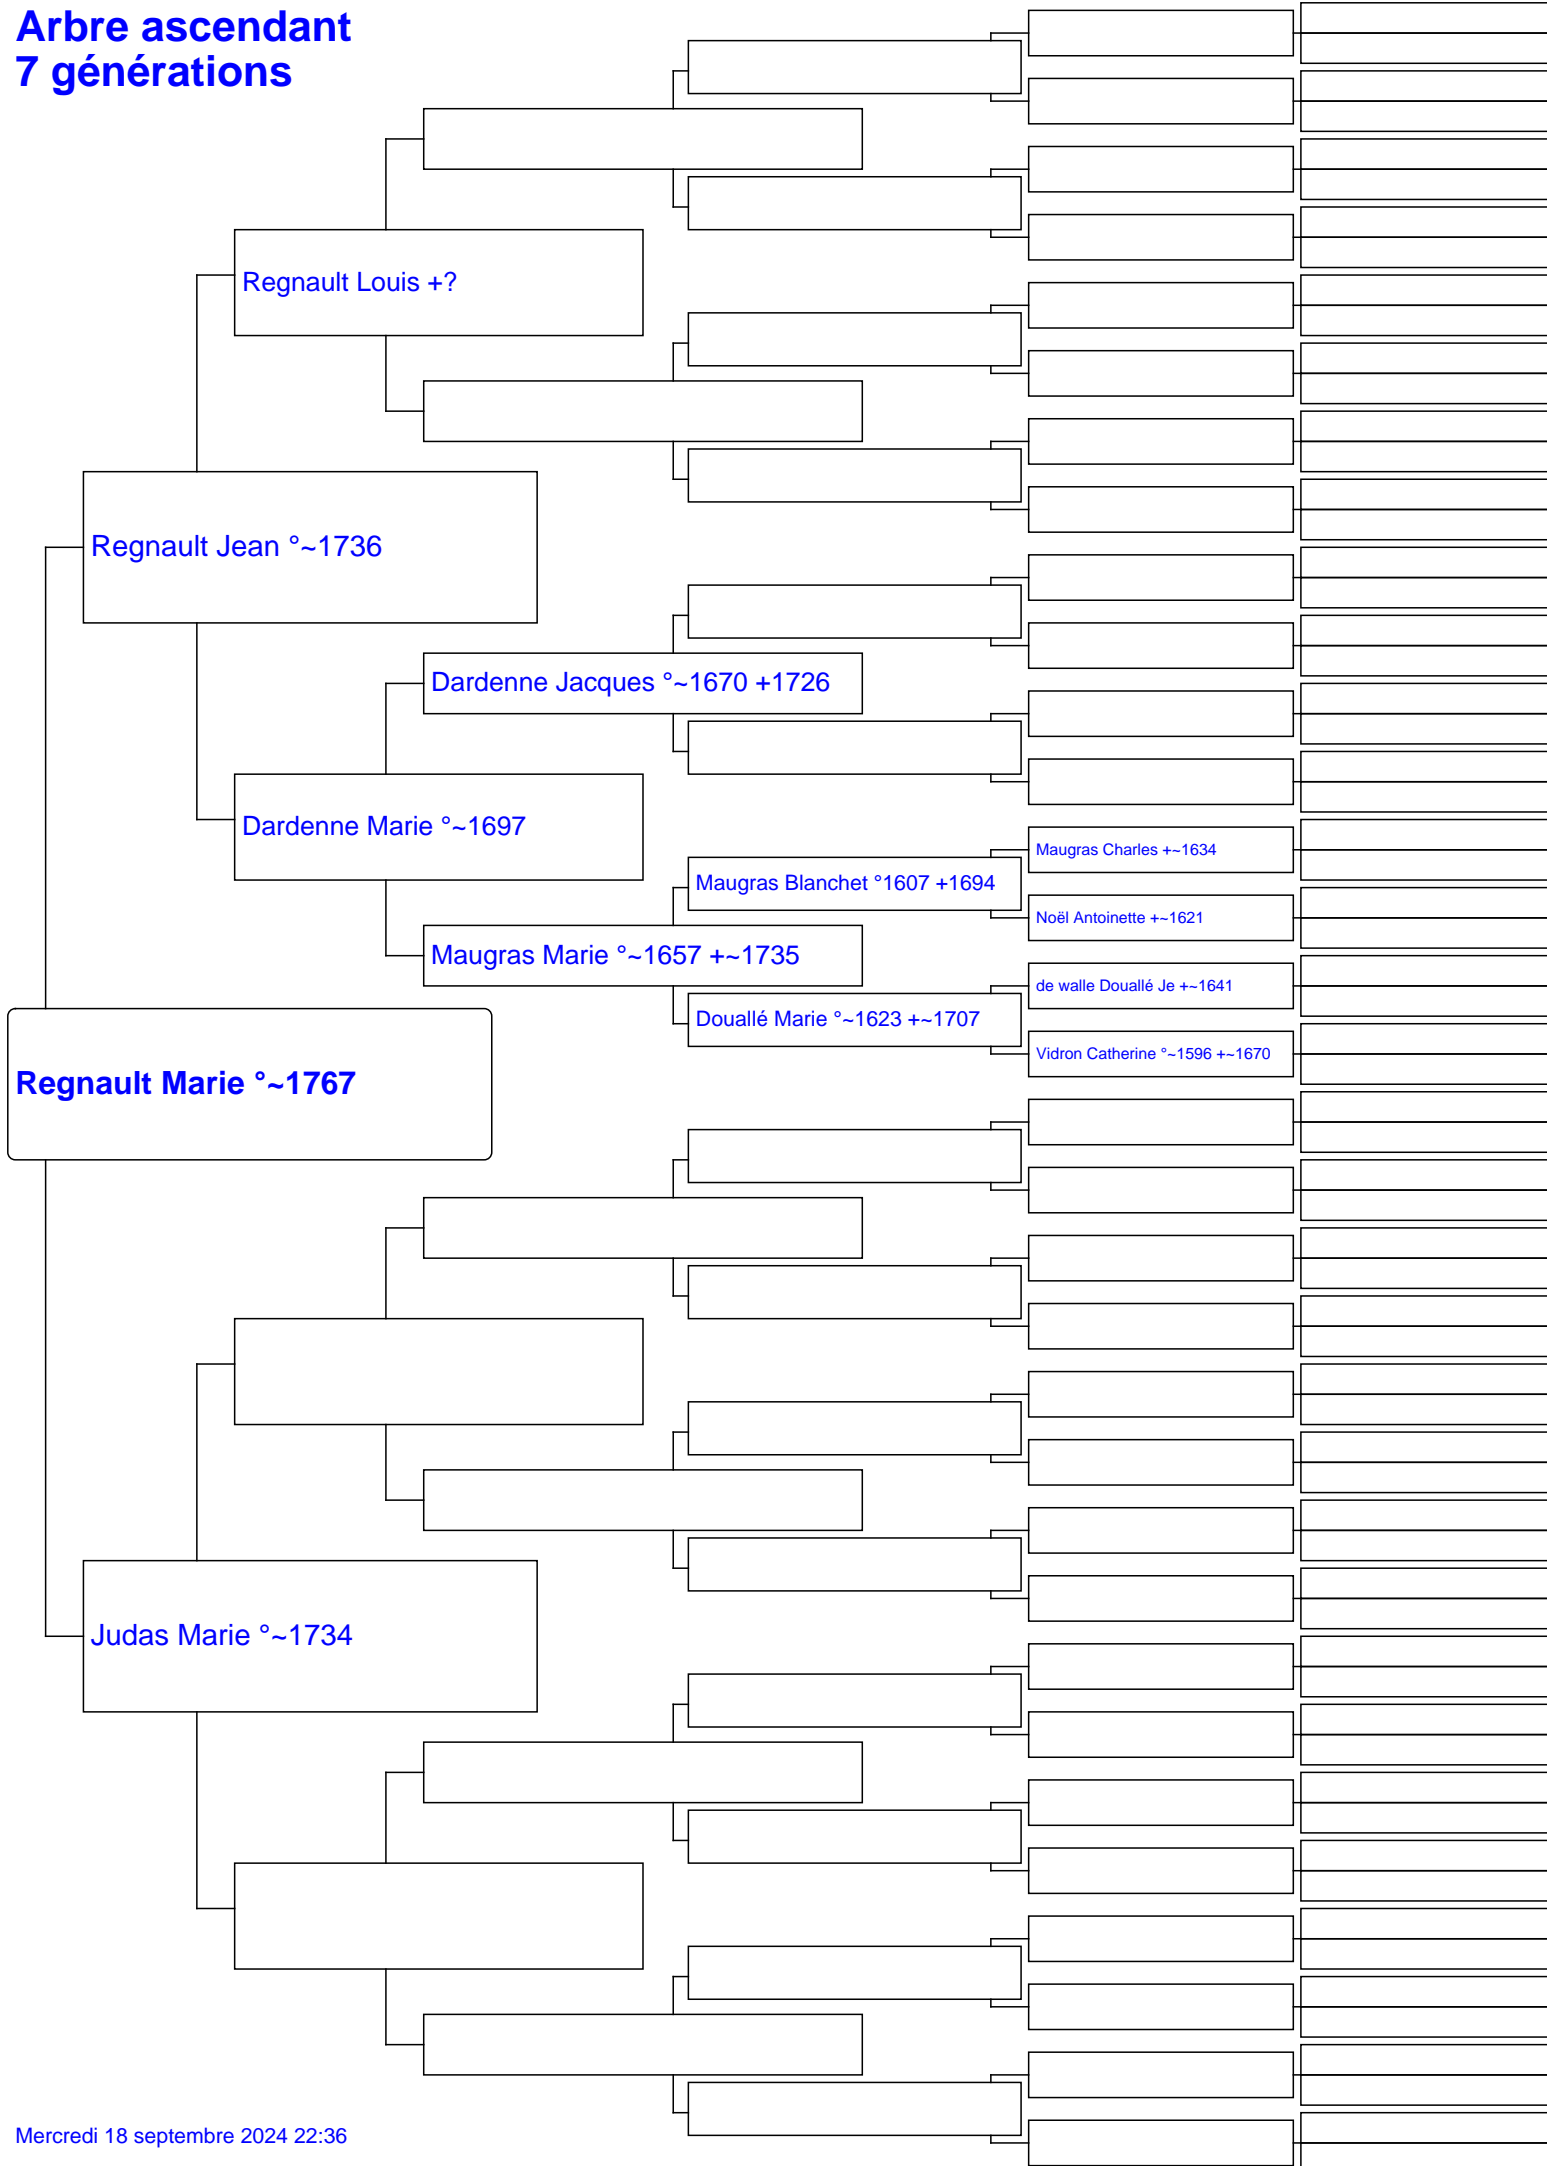 Arbre ascendant
7 générations
Regnault Louis +?
Regnault Jean °~1736
Dardenne Jacques °~1670 +1726
Dardenne Marie °~1697
Maugras Charles +~1634
Maugras Blanchet °1607 +1694
Noël Antoinette +~1621
Maugras Marie °~1657 +~1735
de walle Douallé Je +~1641
Douallé Marie °~1623 +~1707
Vidron Catherine °~1596 +~1670
Regnault Marie °~1767
Judas Marie °~1734
Mercredi 18 septembre 2024 22:36